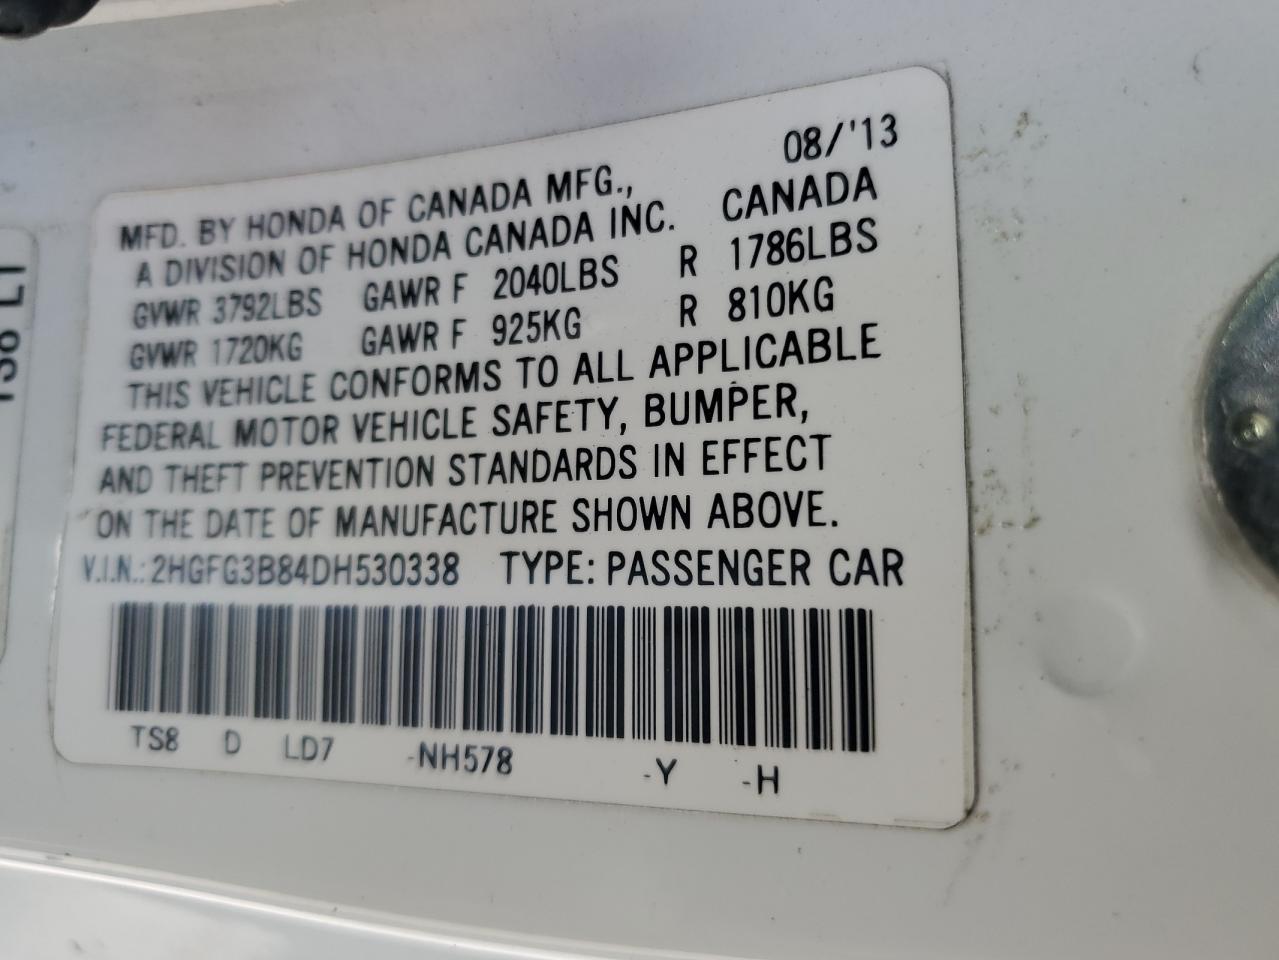 08/'13
MFD. BY HONDA OF CANADA MFG.,
A DIVISION OF HONDA CANADA INC. CANADA
GVWR 3792LBS GAWR F 2040LBS R 1786LBS
GVWR 1720KG GAWR F 925KG R 810KG
THIS VEHICLE CONFORMS TO ALL APPLICABLE
FEDERAL MOTOR VEHICLE SAFETY, BUMPER,
AND THEFT PREVENTION STANDARDS IN EFFECT
ON THE DATE OF MANUFACTURE SHOWN ABOVE.
V.I.N.: 2HGFG3B84DH530338 TYPE: PASSENGER CAR
TS8 D LD7 -NH578 -Y -H